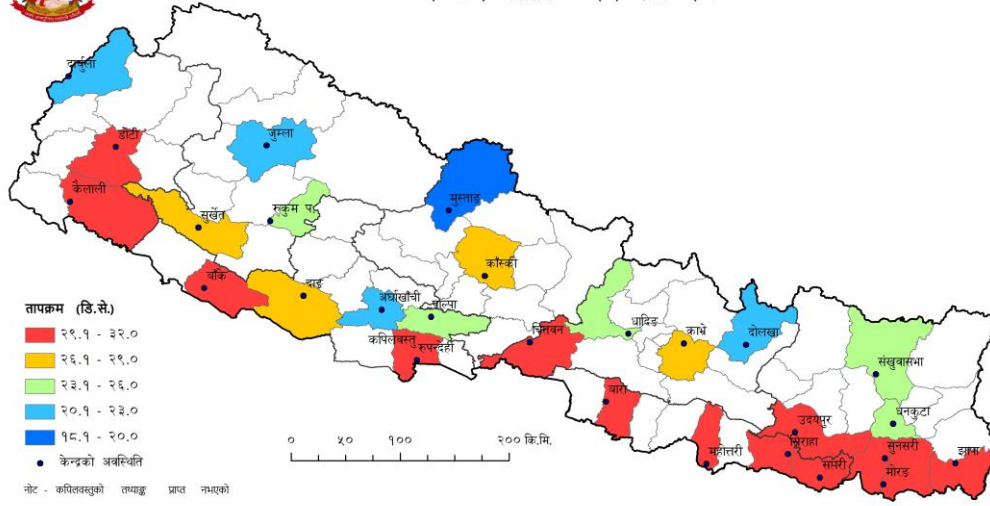 दार्चुला
डोटी
जुम्ला
कैलाली
सुर्खेत
रुकुम प.
मुस्ताङ
कास्की
बाँके
दाङ
अर्घाखाँची
पाल्पा
कपिलवस्तु
रुपन्देही
चितवन
धादिङ
काभ्रे
दोलखा
संखुवासभा
धनकुटा
बारा
महोत्तरी
उदयपुर
सिराहा
सप्तरी
सुनसरी
मोरङ
झापा
तापक्रम (डि.से.)
२९.१ - ३२.०
२६.१ - २९.०
२३.१ - २६.०
२०.१ - २३.०
१८.१ - २०.०
केन्द्रको अवस्थिति
० ५० १०० २०० कि.मि.
नोट - कपिलवस्तुको तथ्याङ्क प्राप्त नभएको